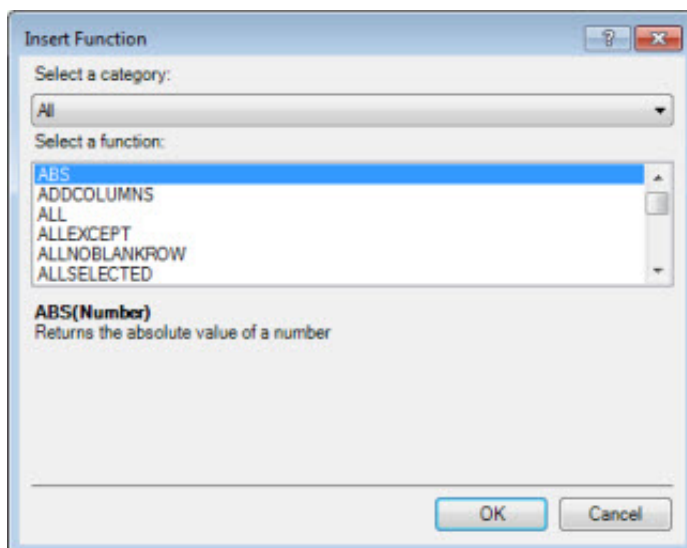 Insert Function
?
Select a category:
All
Select a function:
ABS
ADDCOLUMNS
ALL
ALLEXCEPT
ALLNOBLANKROW
ALLSELECTED
ABS(Number)
Returns the absolute value of a number
OK Cancel